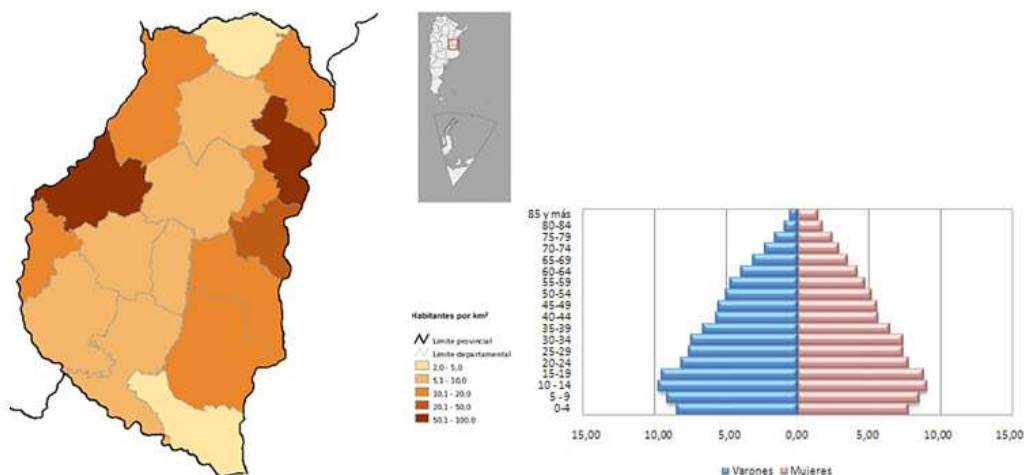 Habitantes por km²
Límite provincial
Límite departamental
2,0 - 5,0
5,1 - 10,0
10,1 - 20,0
20,1 - 50,0
50,1 - 100,0
85 y más
80-84
75-79
70-74
65-69
60-64
55-59
50-54
45-49
40-44
35-39
30-34
25-29
20-24
15-19
10 - 14
5 - 9
0-4
15,00 10,00 5,00 0,00 5,00 10,00 15,00
Varones Mujeres